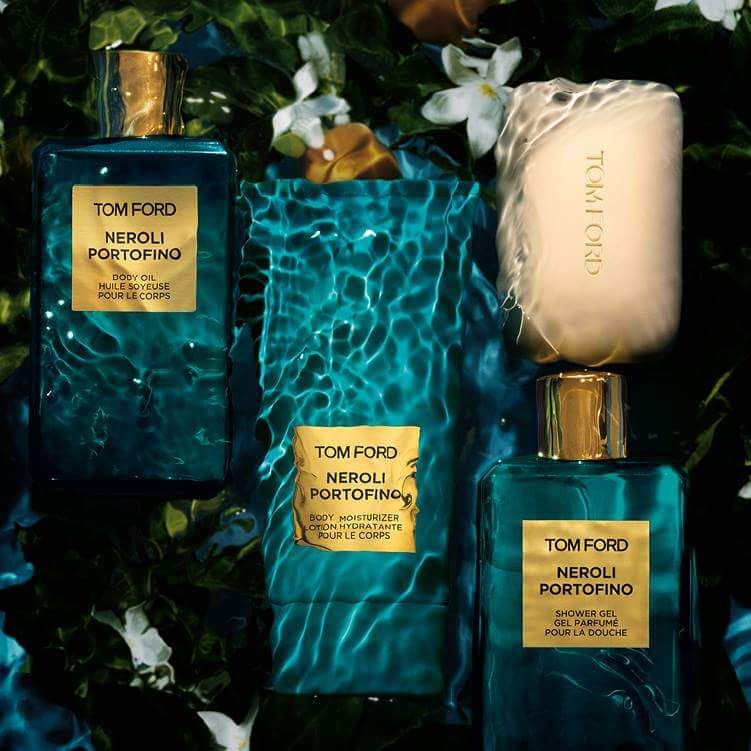 TOM FORD
NEROLI
PORTOFINO
BODY OIL
HUILE SOYEUSE
POUR LE CORPS
TOM FORD
NEROLI
PORTOFINO
BODY MOISTURIZER
LOTION HYDRATANTE
POUR LE CORPS
TOM FORD
TOM FORD
NEROLI
PORTOFINO
SHOWER GEL
GEL PARFUMÉ
POUR LA DOUCHE